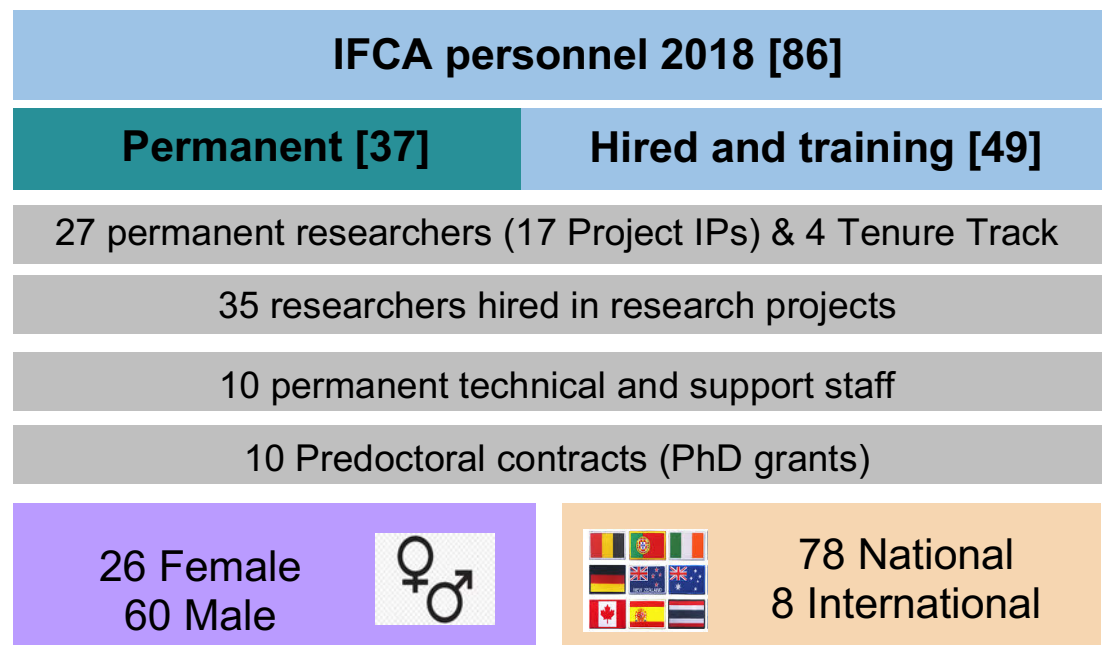 IFCA personnel 2018 [86]
Permanent [37]
Hired and training [49]
27 permanent researchers (17 Project IPs) & 4 Tenure Track
35 researchers hired in research projects
10 permanent technical and support staff
10 Predoctoral contracts (PhD grants)
26 Female
60 Male
NEW ZEALAND
78 National
8 International